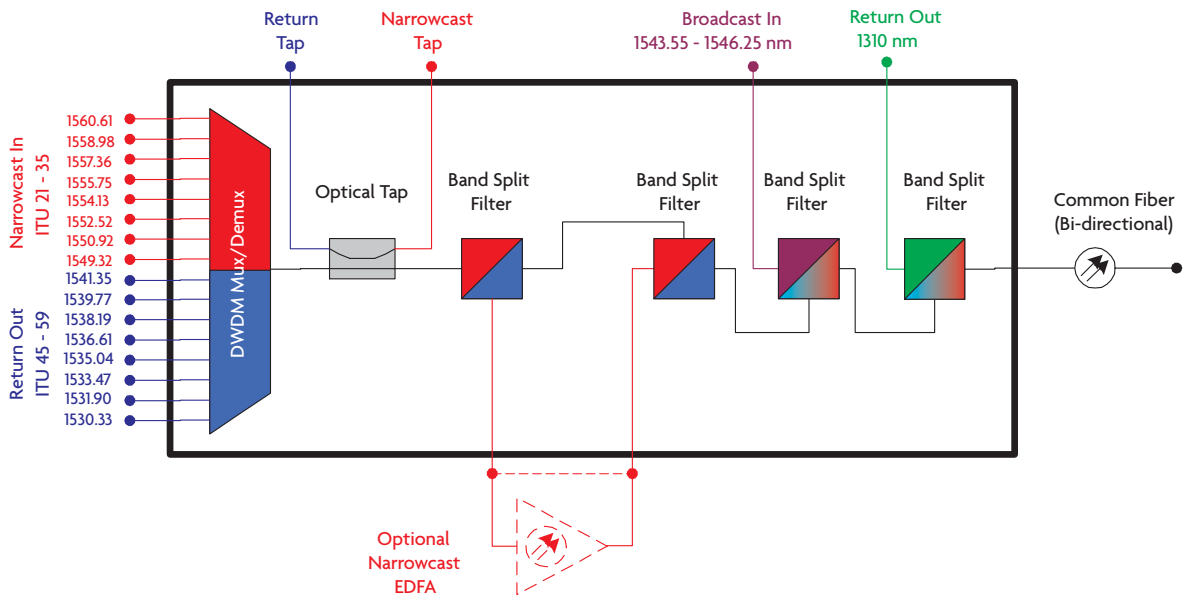 Return
Tap
Narrowcast
Tap
Broadcast In
1543.55 - 1546.25 nm
Return Out
1310 nm
Narrowcast In
ITU 21 - 35
1560.61
1558.98
1557.36
1555.75
1554.13
1552.52
1550.92
1549.32
Return Out
ITU 45 - 59
1541.35
1539.77
1538.19
1536.61
1535.04
1533.47
1531.90
1530.33
DWDM Mux/Demux
Optical Tap
Band Split
Filter
Band Split
Filter
Band Split
Filter
Band Split
Filter
Common Fiber
(Bi-directional)
Optional
Narrowcast
EDFA